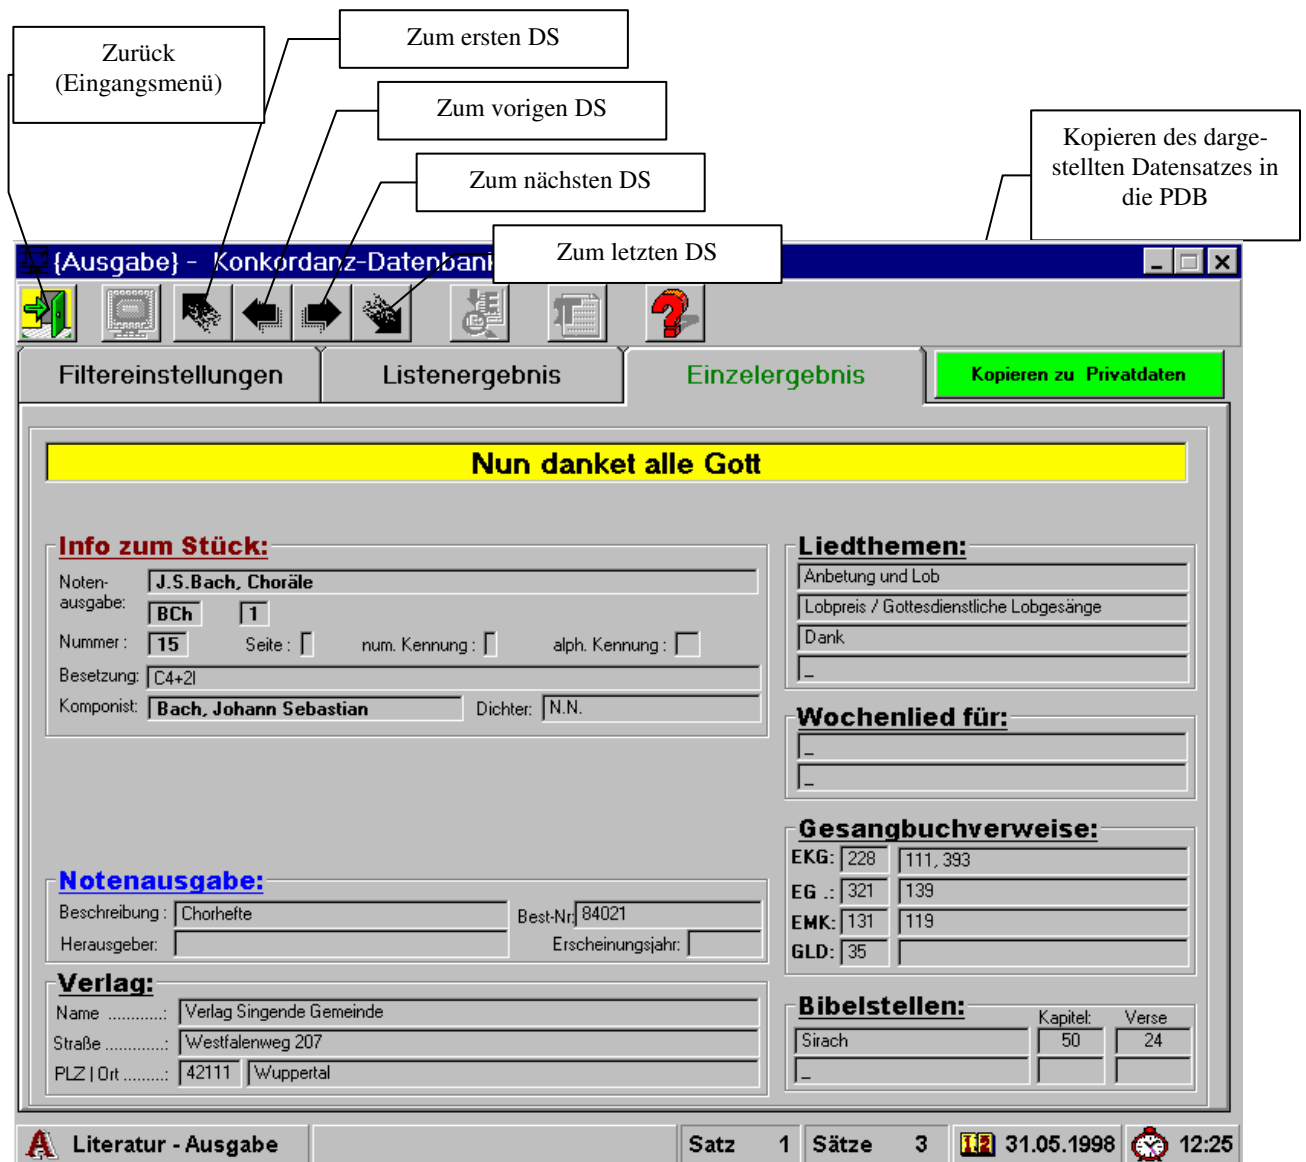 Zurück
(Eingangsmenü)
Zum ersten DS
Zum vorigen DS
Zum nächsten DS
Zum letzten DS
Kopieren des darge-
stellten Datensatzes in
die PDB
{Ausgabe} - Konkordanz-Datenbank
Filtereinstellungen
Listenergebnis
Einzelergebnis
Kopieren zu Privatdaten
Nun danket alle Gott
Info zum Stück:
Noten-
ausgabe:
J.S.Bach, Choräle
BCh 1
Nummer : 15 Seite : num. Kennung : alph. Kennung :
Besetzung: C4+2I
Komponist: Bach, Johann Sebastian Dichter: N.N.
Notenausgabe:
Beschreibung : Chorhefte Best-Nr: 84021
Herausgeber: Erscheinungsjahr:
Verlag:
Name ............: Verlag Singende Gemeinde
Straße ............: Westfalenweg 207
PLZ | Ort ........: 42111 Wuppertal
Liedthemen:
Anbetung und Lob
Lobpreis / Gottesdienstliche Lobgesänge
Dank
_
Wochenlied für:
_
_
Gesangbuchverweise:
EKG: 228 111, 393
EG .: 321 139
EMK: 131 119
GLD: 35
Bibelstellen:
Kapitel: Verse
Sirach 50 24
_
Literatur - Ausgabe Satz 1 Sätze 3 31.05.1998 12:25